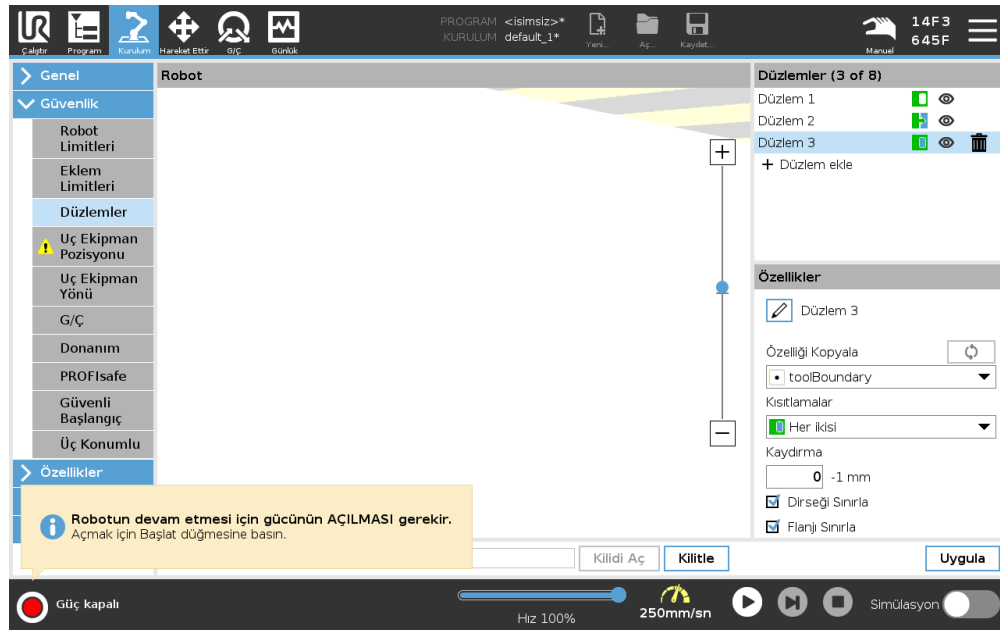 PROGRAM <isimsiz>*
KURULUM default_1*
Çalıştır
Program
Kurulum
Hareket Ettir
G/Ç
Günlük
Yeni...
Aç...
Kaydet...
Manuel
14F3
645F
Genel
Güvenlik
Robot
Limitleri
Eklem
Limitleri
Düzlemler
Uç Ekipman
Pozisyonu
Uç Ekipman
Yönü
G/Ç
Donanım
PROFIsafe
Güvenli
Başlangıç
Üç Konumlu
Özellikler
Robot
Düzlemler (3 of 8)
Düzlem 1
Düzlem 2
Düzlem 3
+ Düzlem ekle
Özellikler
Düzlem 3
Özelliği Kopyala
toolBoundary
Kısıtlamalar
Her ikisi
Kaydırma
0 -1 mm
Dirseği Sınırla
Flanjı Sınırla
Robotun devam etmesi için gücünün AÇILMASI gerekir.
Açmak için Başlat düğmesine basın.
Kilidi Aç
Kilitle
Uygula
Güç kapalı
Hız 100%
250mm/sn
Simülasyon